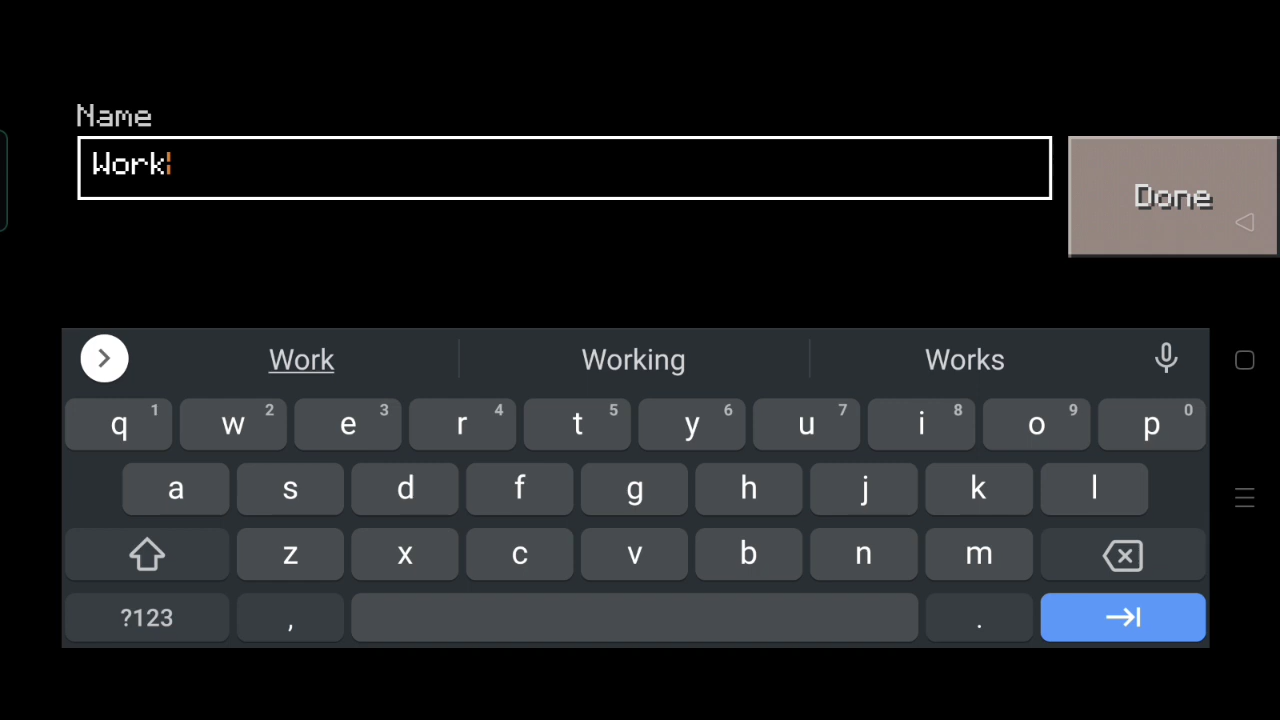 Name
Work
Done
Work Working Works
q 1 w 2 e 3 r 4 t 5 y 6 u 7 i 8 o 9 p 0
a s d f g h j k l
z x c v b n m
?123 , .